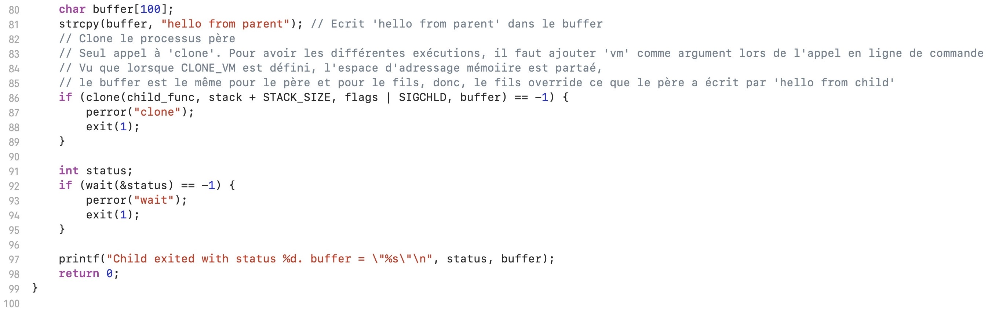 80 char buffer[100];
81 strcpy(buffer, "hello from parent"); // Ecrit 'hello from parent' dans le buffer
82 // Clone le processus père
83 // Seul appel à 'clone'. Pour avoir les différentes exécutions, il faut ajouter 'vm' comme argument lors de l'appel en ligne de commande
84 // Vu que lorsque CLONE_VM est défini, l'espace d'adressage mémoiire est partaé,
85 // le buffer est le même pour le père et pour le fils, donc, le fils override ce que le père a écrit par 'hello from child'
86 if (clone(child_func, stack + STACK_SIZE, flags | SIGCHLD, buffer) == -1) {
87 perror("clone");
88 exit(1);
89 }
90
91 int status;
92 if (wait(&status) == -1) {
93 perror("wait");
94 exit(1);
95 }
96
97 printf("Child exited with status %d. buffer = \"%s\"\n", status, buffer);
98 return 0;
99 }
100